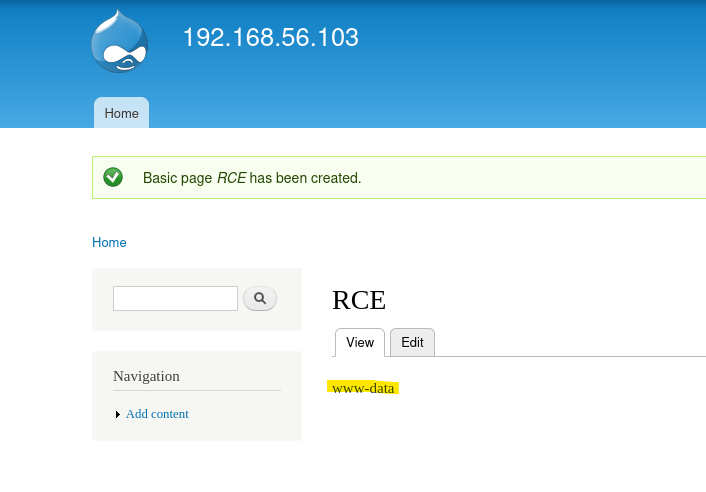 192.168.56.103
Home
Basic page RCE has been created.
Home
RCE
View Edit
Navigation
www-data
Add content